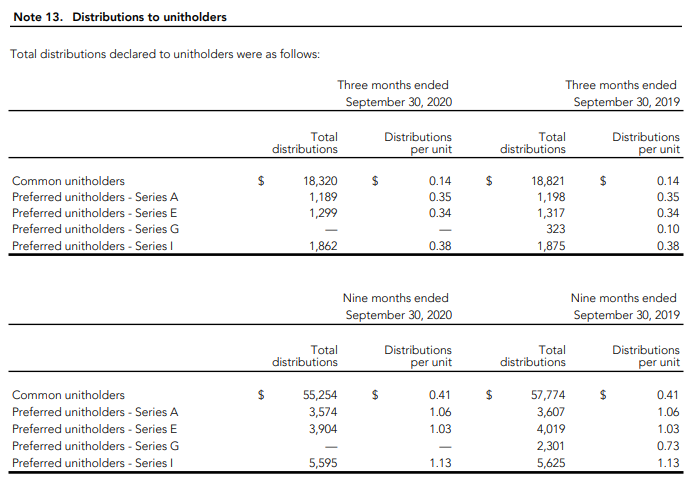 Note 13. Distributions to unitholders
Total distributions declared to unitholders were as follows:
Three months ended Three months ended
September 30, 2020 September 30, 2019
Total Distributions Total Distributions
distributions per unit distributions per unit
Common unitholders $ 18,320 $ 0.14 $ 18,821 $ 0.14
Preferred unitholders - Series A 1,189 0.35 1,198 0.35
Preferred unitholders - Series E 1,299 0.34 1,317 0.34
Preferred unitholders - Series G — — 323 0.10
Preferred unitholders - Series I 1,862 0.38 1,875 0.38
Nine months ended Nine months ended
September 30, 2020 September 30, 2019
Total Distributions Total Distributions
distributions per unit distributions per unit
Common unitholders $ 55,254 $ 0.41 $ 57,774 $ 0.41
Preferred unitholders - Series A 3,574 1.06 3,607 1.06
Preferred unitholders - Series E 3,904 1.03 4,019 1.03
Preferred unitholders - Series G — — 2,301 0.73
Preferred unitholders - Series I 5,595 1.13 5,625 1.13